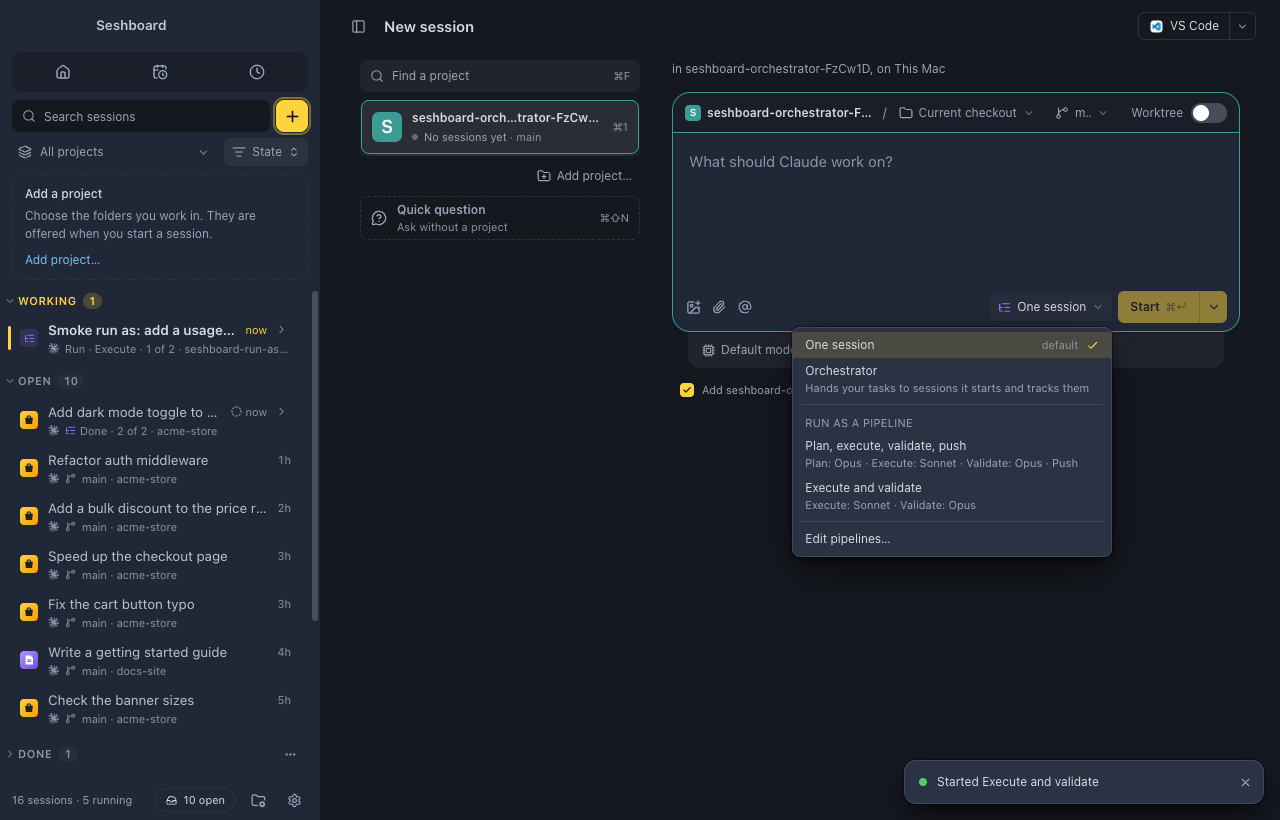 Seshboard
Search sessions
All projects
State
Add a project
Choose the folders you work in. They are
offered when you start a session.
Add project...
WORKING 1
Smoke run as: add a usage... now
Run · Execute · 1 of 2 · seshboard-run-as...
OPEN 10
Add dark mode toggle to ... now
Done · 2 of 2 · acme-store
Refactor auth middleware 1h
main · acme-store
Add a bulk discount to the price r... 2h
main · acme-store
Speed up the checkout page 3h
main · acme-store
Fix the cart button typo 3h
main · acme-store
Write a getting started guide 4h
main · docs-site
Check the banner sizes 5h
main · acme-store
DONE 1
16 sessions · 5 running
10 open
New session
VS Code
Find a project ⌘F
S
seshboard-orch...trator-FzCw... ⌘1
No sessions yet · main
Add project...
Quick question ⌘⇧N
Ask without a project
in seshboard-orchestrator-FzCw1D, on This Mac
S seshboard-orchestrator-F... / Current checkout m.. Worktree
What should Claude work on?
One session
Start ⌘↩
Default mod
Add seshboard-o
One session default
Orchestrator
Hands your tasks to sessions it starts and tracks them
RUN AS A PIPELINE
Plan, execute, validate, push
Plan: Opus · Execute: Sonnet · Validate: Opus · Push
Execute and validate
Execute: Sonnet · Validate: Opus
Edit pipelines...
Started Execute and validate